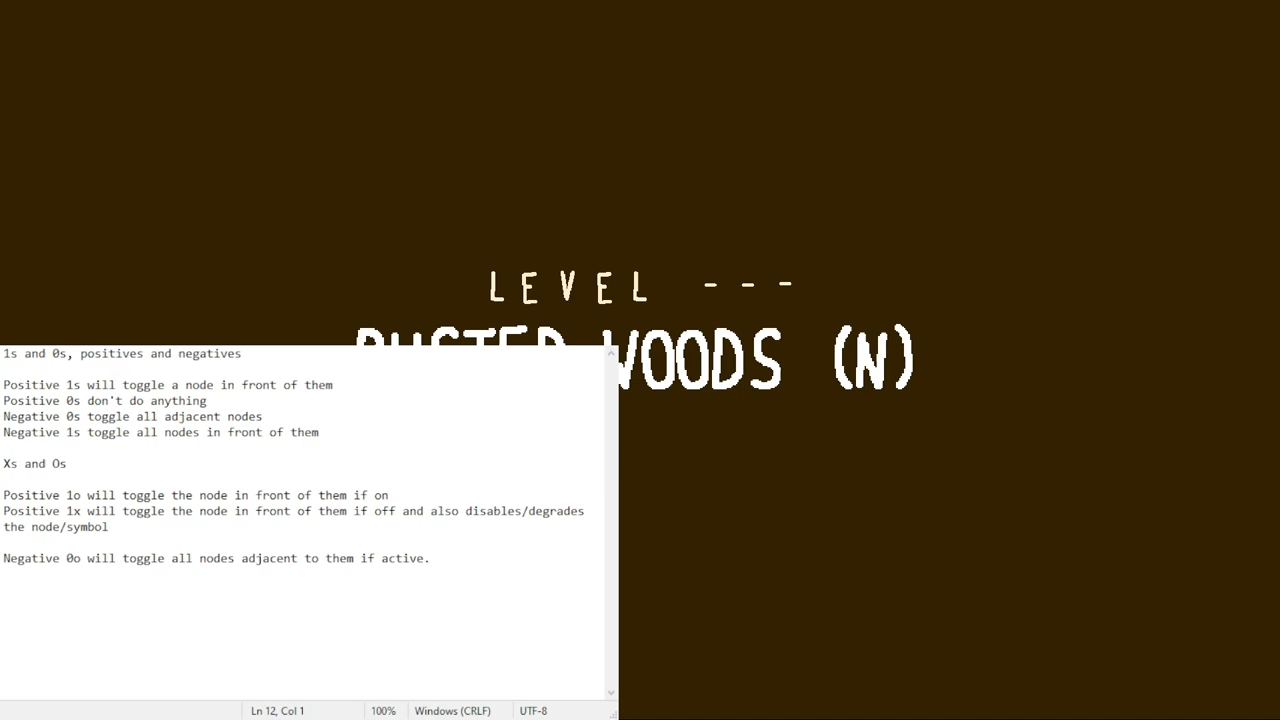 LEVEL ---
WOODS (N)
1s and 0s, positives and negatives
Positive 1s will toggle a node in front of them
Positive 0s don't do anything
Negative 0s toggle all adjacent nodes
Negative 1s toggle all nodes in front of them
Xs and Os
Positive 1o will toggle the node in front of them if on
Positive 1x will toggle the node in front of them if off and also disables/degrades
the node/symbol
Negative 0o will toggle all nodes adjacent to them if active.
Ln 12, Col 1
100%
Windows (CRLF)
UTF-8